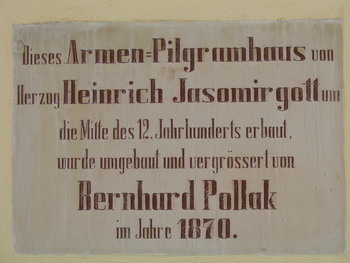 Dieses Armen=Pilgramhaus von
Herzog Heinrich Jasomirgott um
die Mitte des 12. Jahrhunderts erbaut,
wurde umgebaut und vergrössert von
Bernhard Pollak
im Jahre 1870.